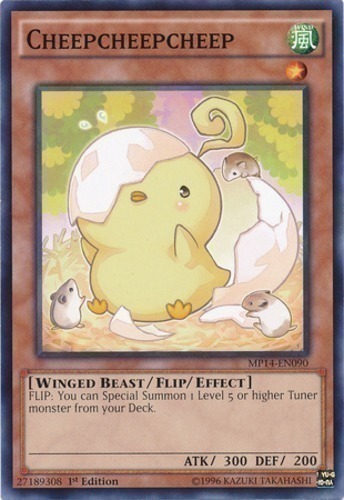 CHEEPCHEEPCHEEP
WIND
風
MP14-EN090
[WINGED BEAST/FLIP/EFFECT]
FLIP: You can Special Summon 1 Level 5 or higher Tuner
monster from your Deck.
ATK/ 300 DEF/ 200
27189308 1st Edition ©1996 KAZUKI TAKAHASHI